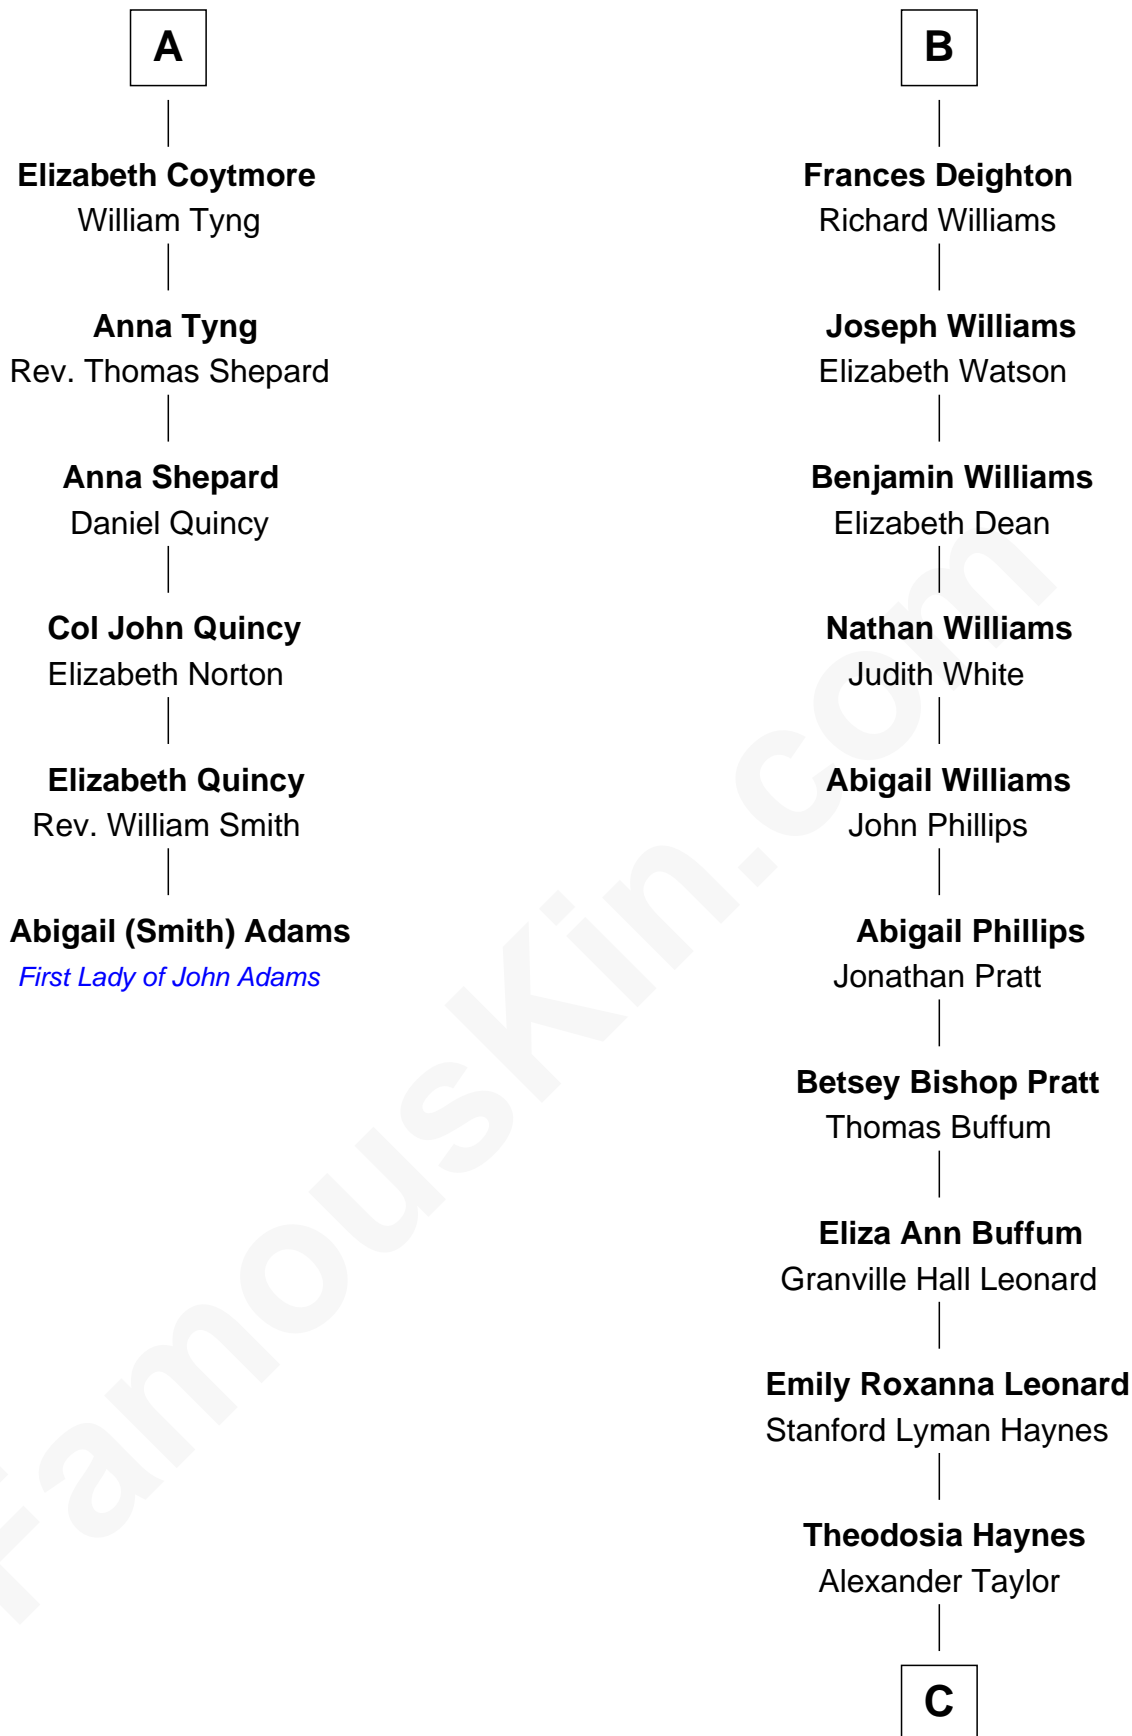 A
Elizabeth Coytmore
William Tyng
Anna Tyng
Rev. Thomas Shepard
Anna Shepard
Daniel Quincy
Col John Quincy
Elizabeth Norton
Elizabeth Quincy
Rev. William Smith
Abigail (Smith) Adams
First Lady of John Adams
B
Frances Deighton
Richard Williams
Joseph Williams
Elizabeth Watson
Benjamin Williams
Elizabeth Dean
Nathan Williams
Judith White
Abigail Williams
John Phillips
Abigail Phillips
Jonathan Pratt
Betsey Bishop Pratt
Thomas Buffum
Eliza Ann Buffum
Granville Hall Leonard
Emily Roxanna Leonard
Stanford Lyman Haynes
Theodosia Haynes
Alexander Taylor
C
FamousKin.com